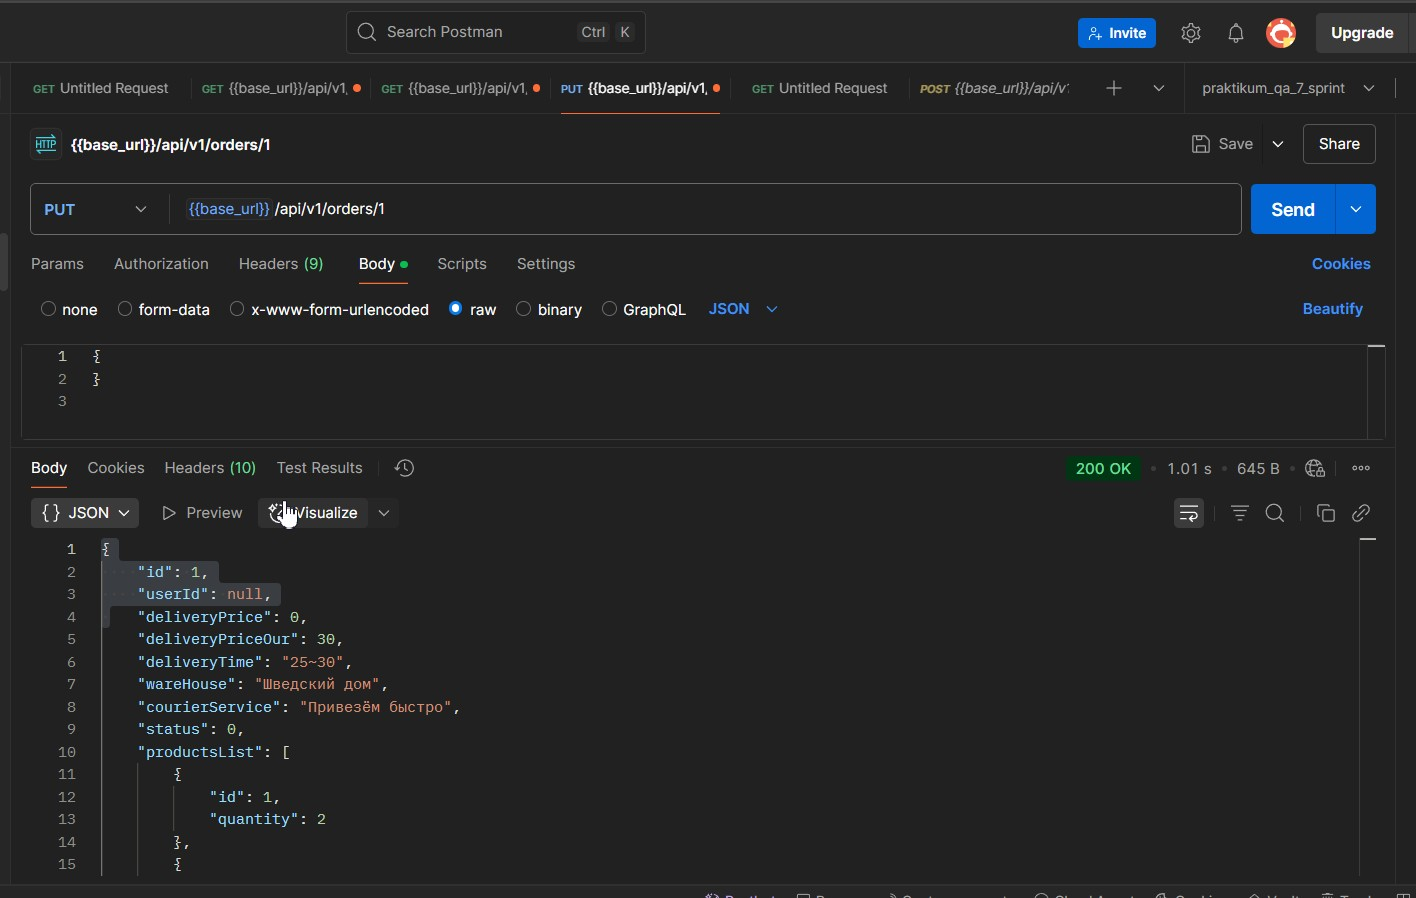 Search Postman Ctrl K Invite Upgrade
GET Untitled Request GET {{base_url}}/api/v1, GET {{base_url}}/api/v1, PUT {{base_url}}/api/v1, GET Untitled Request POST {{base_url}}/api/v praktikum_qa_7_sprint
HTTP {{base_url}}/api/v1/orders/1 Save Share
PUT {{base_url}} /api/v1/orders/1 Send
Params Authorization Headers (9) Body Scripts Settings Cookies
none form-data x-www-form-urlencoded raw binary GraphQL JSON Beautify
1 {
2 }
3
Body Cookies Headers (10) Test Results 200 OK 1.01 s 645 B
{} JSON Preview Visualize
1 {
2 "id": 1,
3 "userId": null,
4 "deliveryPrice": 0,
5 "deliveryPriceOur": 30,
6 "deliveryTime": "25~30",
7 "wareHouse": "Шведский дом",
8 "courierService": "Привезём быстро",
9 "status": 0,
10 "productsList": [
11 {
12 "id": 1,
13 "quantity": 2
14 },
15 {